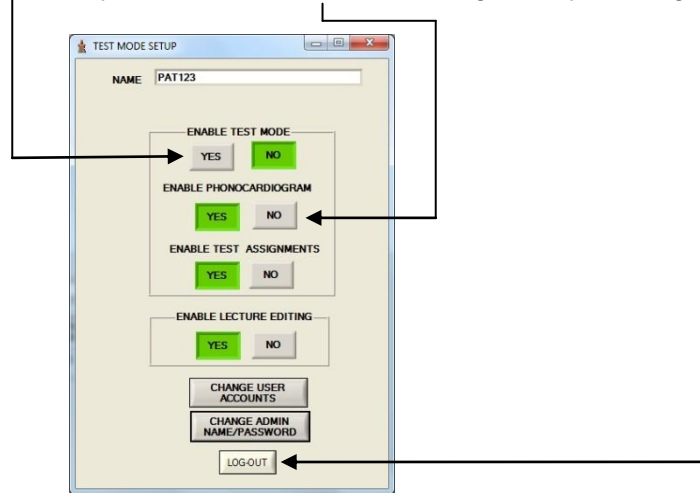 TEST MODE SETUP
NAME PAT123
ENABLE TEST MODE
YES NO
ENABLE PHONOCARDIOGRAM
YES NO
ENABLE TEST ASSIGNMENTS
YES NO
ENABLE LECTURE EDITING
YES NO
CHANGE USER
ACCOUNTS
CHANGE ADMIN
NAME/PASSWORD
LOG-OUT